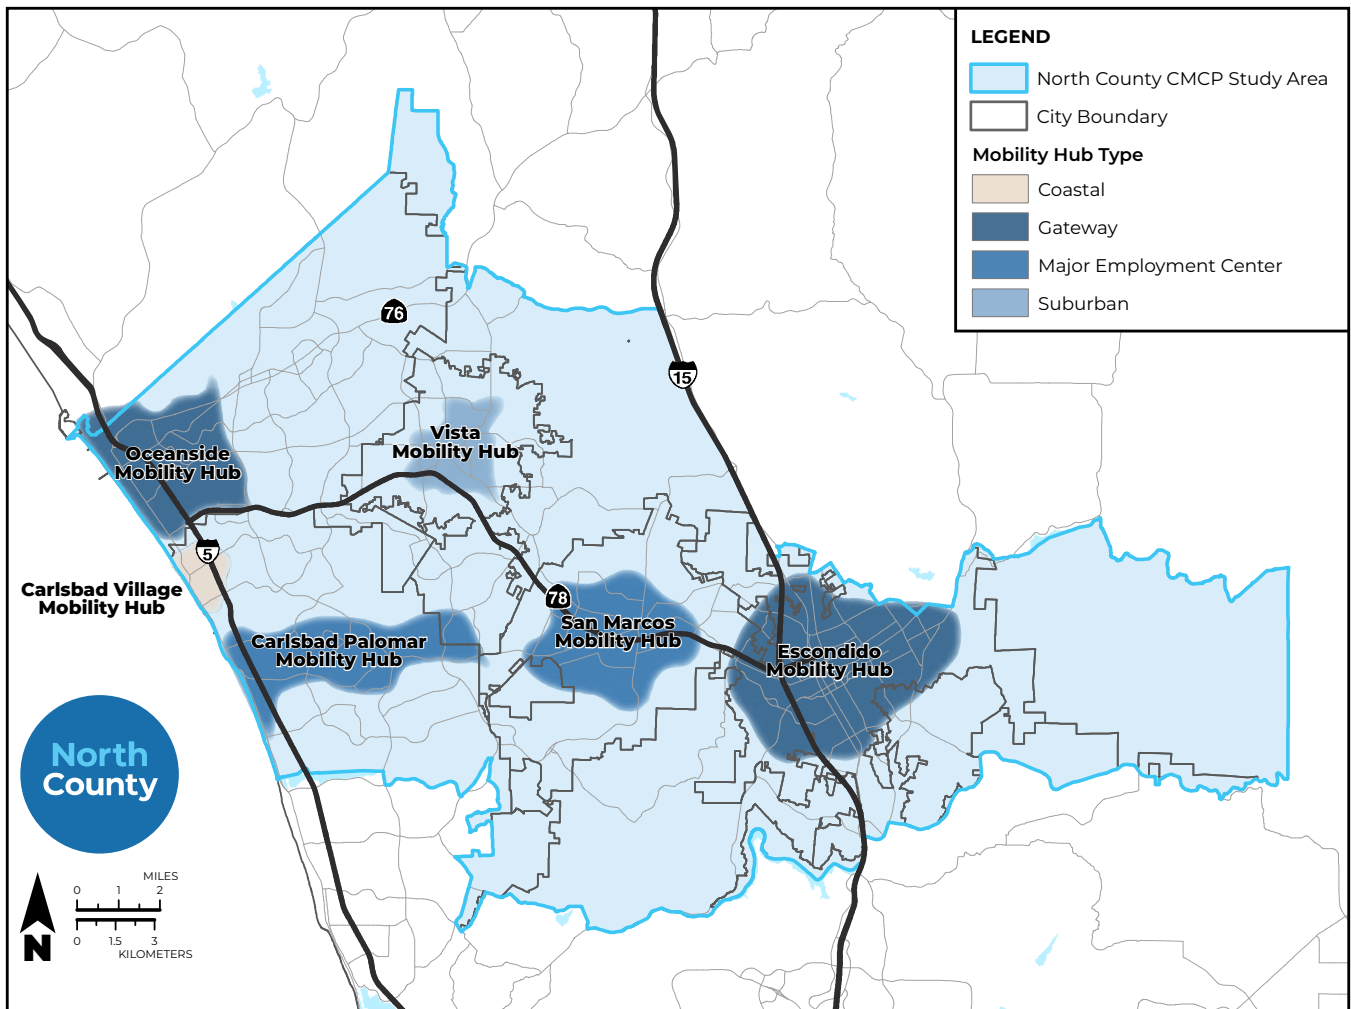 LEGEND
North County CMCP Study Area
City Boundary
Mobility Hub Type
Coastal
Gateway
Major Employment Center
Suburban
76
15
Vista
Mobility Hub
Oceanside
Mobility Hub
5
Carlsbad Village
Mobility Hub
78
San Marcos
Mobility Hub
Carlsbad Palomar
Mobility Hub
Escondido
Mobility Hub
North
County
MILES
0 1 2
0 1.5 3
KILOMETERS
N